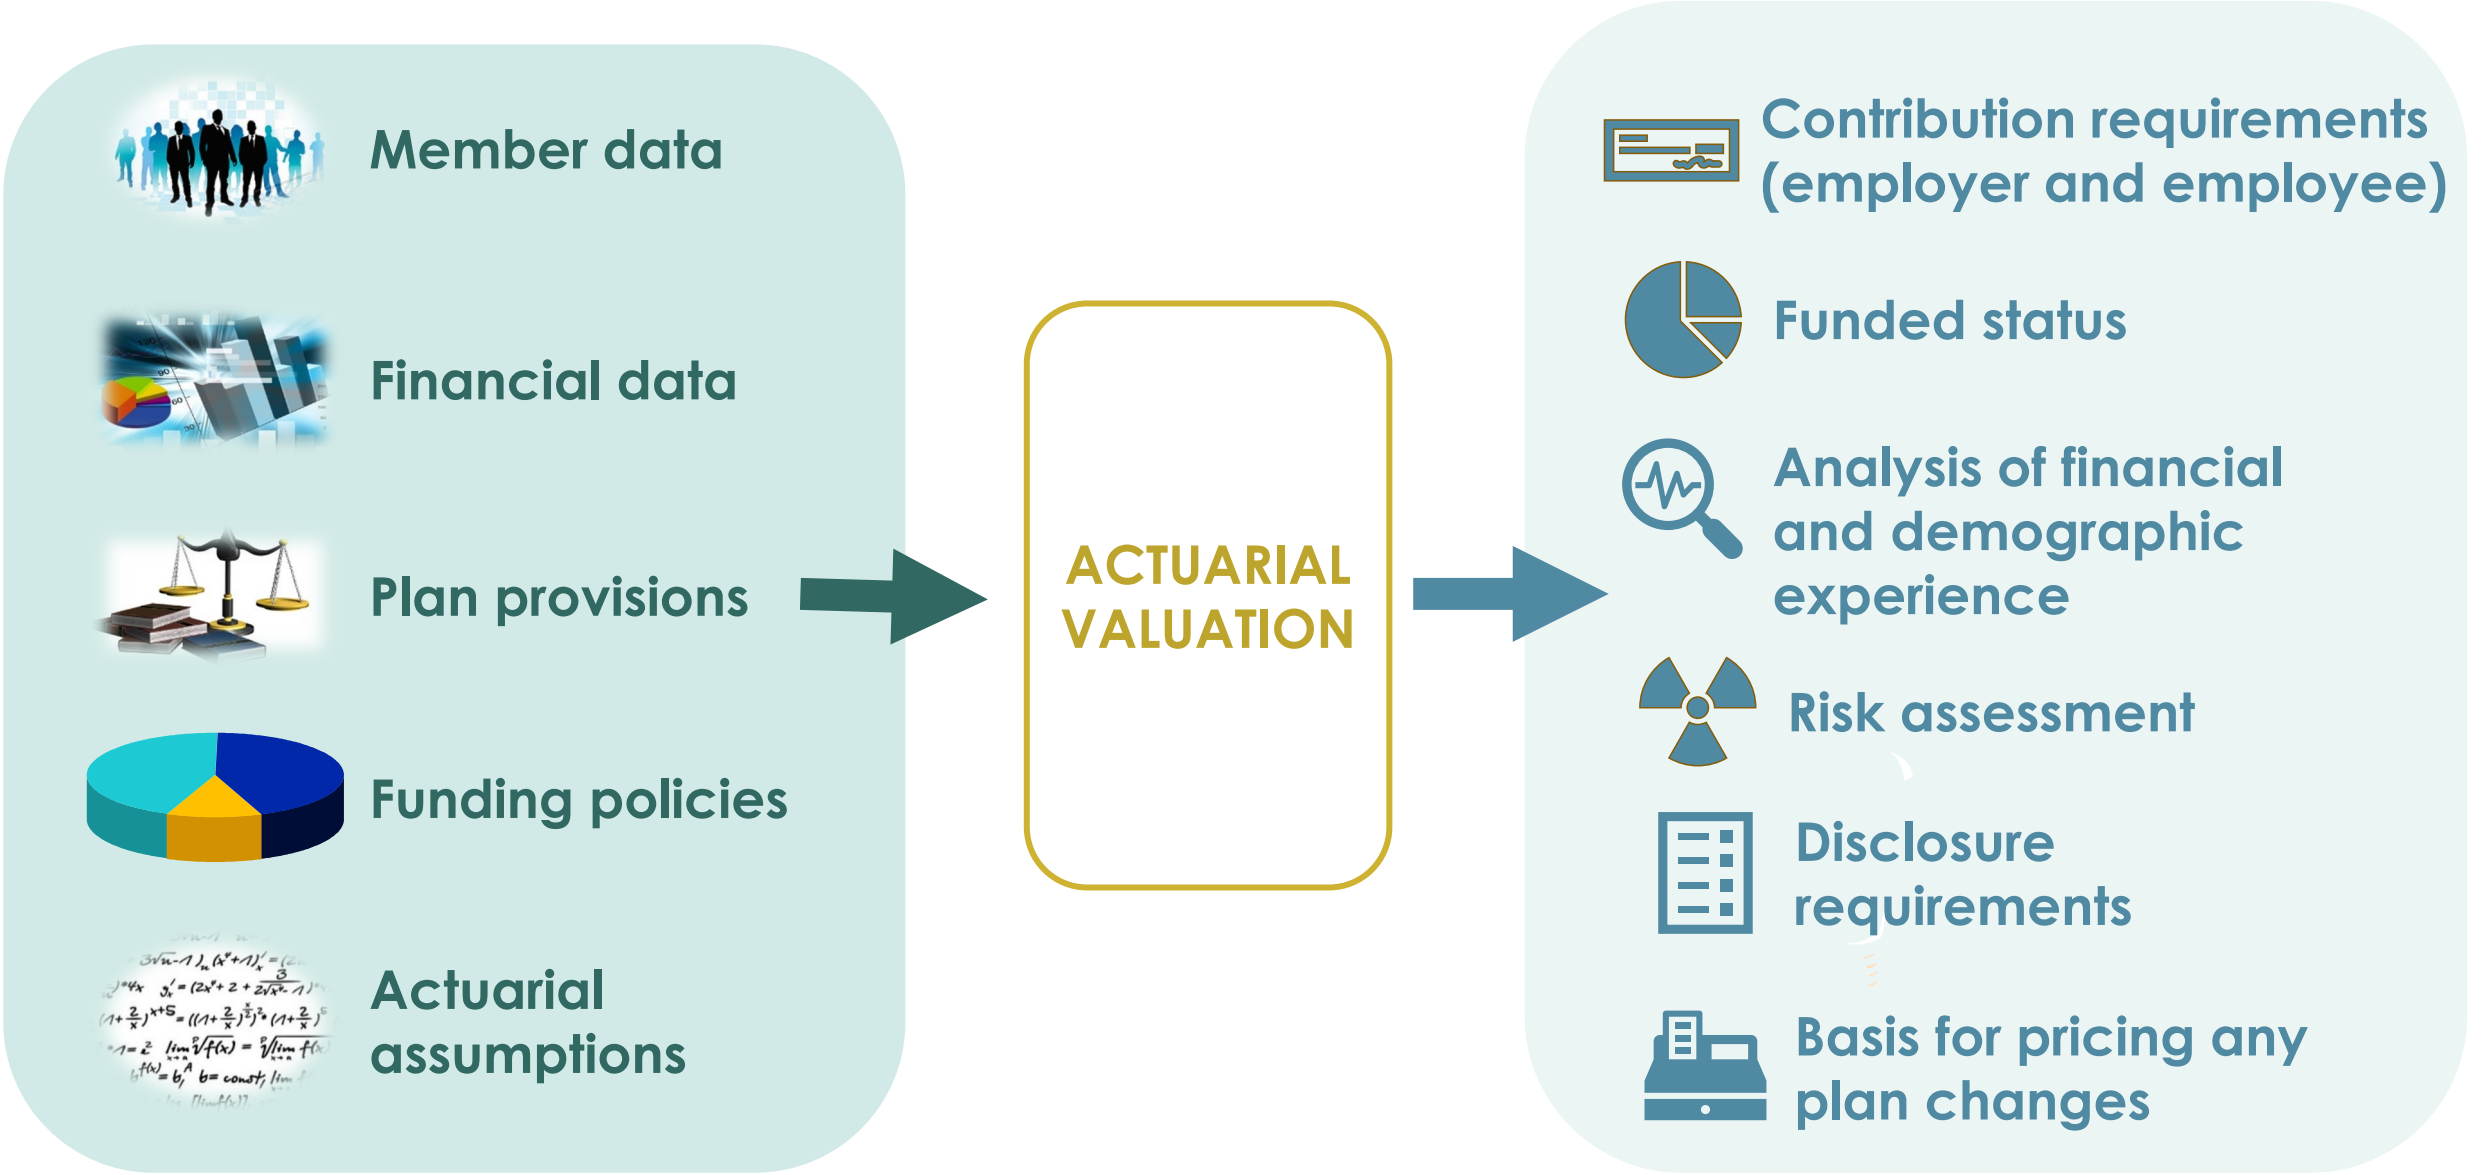 Member data
Financial data
Plan provisions
Funding policies
Actuarial
assumptions
ACTUARIAL
VALUATION
Contribution requirements
(employer and employee)
Funded status
Analysis of financial
and demographic
experience
Risk assessment
Disclosure
requirements
Basis for pricing any
plan changes